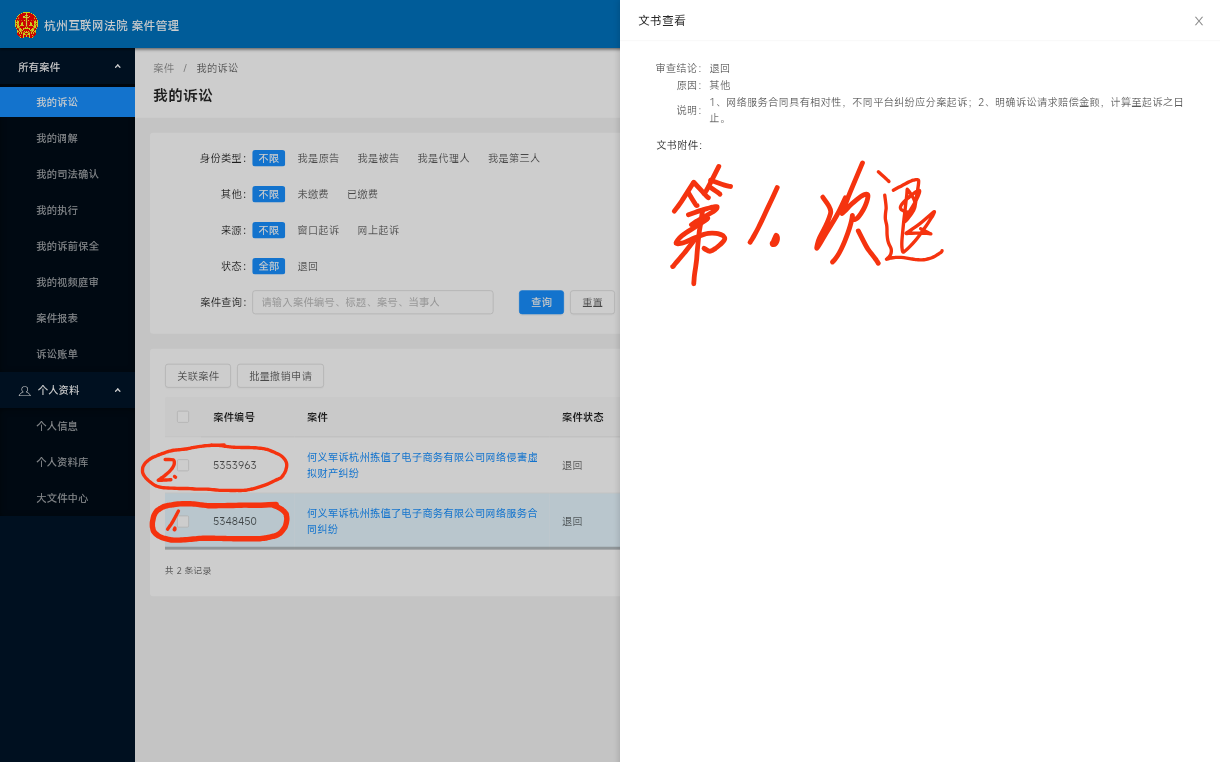 杭州互联网法院 案件管理
所有案件
我的诉讼
我的调解
我的司法确认
我的执行
我的诉前保全
我的视频庭审
案件报表
诉讼账单
个人资料
个人信息
个人资料库
大文件中心
案件 / 我的诉讼
我的诉讼
身份类型： 不限 我是原告 我是被告 我是代理人 我是第三人
其他： 不限 未缴费 已缴费
来源： 不限 窗口起诉 网上起诉
状态： 全部 退回
案件查询： 请输入案件编号、标题、案号、当事人 查询 重置
关联案件 批量撤销申请
案件编号 案件 案件状态
2. 5353963 何义军诉杭州拣值了电子商务有限公司网络侵害虚 退回
拟财产纠纷
1. 5348450 何义军诉杭州拣值了电子商务有限公司网络服务合 退回
同纠纷
共 2 条记录
文书查看
审查结论： 退回
原因： 其他
说明： 1、网络服务合同具有相对性，不同平台纠纷应分案起诉；2、明确诉讼请求赔偿金额，计算至起诉之日
止。
文书附件：
第1.次退